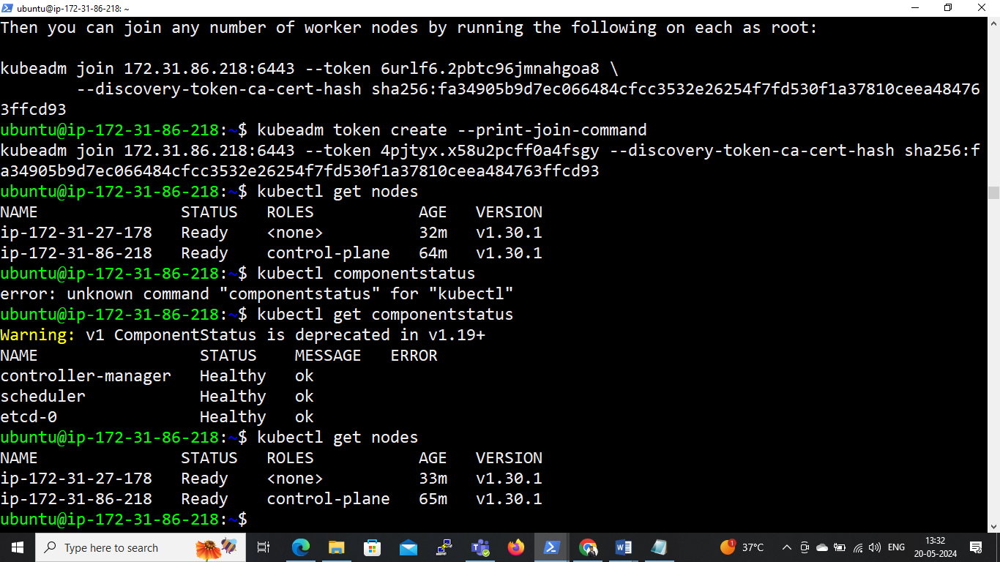 ubuntu@ip-172-31-86-218: ~
Then you can join any number of worker nodes by running the following on each as root:
kubeadm join 172.31.86.218:6443 --token 6urlf6.2pbtc96jmnahgoa8 \
--discovery-token-ca-cert-hash sha256:fa34905b9d7ec066484cfcc3532e26254f7fd530f1a37810ceea48476
3ffcd93
ubuntu@ip-172-31-86-218:~$ kubeadm token create --print-join-command
kubeadm join 172.31.86.218:6443 --token 4pjtyx.x58u2pcff0a4fsgy --discovery-token-ca-cert-hash sha256:f
a34905b9d7ec066484cfcc3532e26254f7fd530f1a37810ceea484763ffcd93
ubuntu@ip-172-31-86-218:~$ kubectl get nodes
NAME STATUS ROLES AGE VERSION
ip-172-31-27-178 Ready <none> 32m v1.30.1
ip-172-31-86-218 Ready control-plane 64m v1.30.1
ubuntu@ip-172-31-86-218:~$ kubectl componentstatus
error: unknown command "componentstatus" for "kubectl"
ubuntu@ip-172-31-86-218:~$ kubectl get componentstatus
Warning: v1 ComponentStatus is deprecated in v1.19+
NAME STATUS MESSAGE ERROR
controller-manager Healthy ok
scheduler Healthy ok
etcd-0 Healthy ok
ubuntu@ip-172-31-86-218:~$ kubectl get nodes
NAME STATUS ROLES AGE VERSION
ip-172-31-27-178 Ready <none> 33m v1.30.1
ip-172-31-86-218 Ready control-plane 65m v1.30.1
ubuntu@ip-172-31-86-218:~$
Type here to search
1
37°C
ENG
13:32
20-05-2024